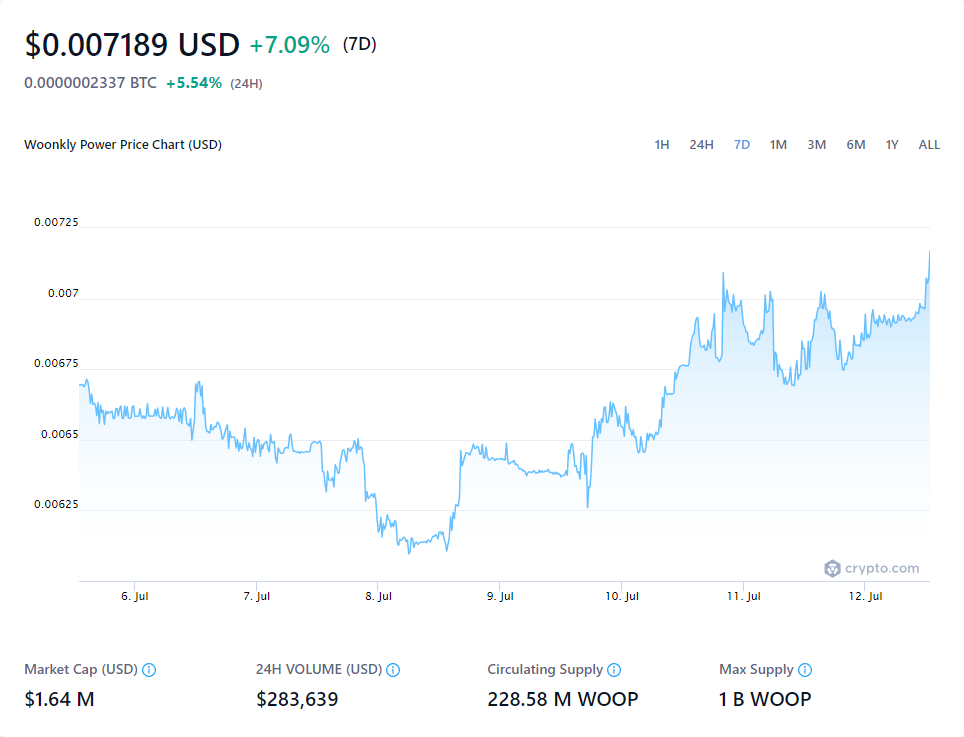 $0.007189 USD +7.09% (7D)
0.0000002337 BTC +5.54% (24H)
Woonkly Power Price Chart (USD) 1H 24H 7D 1M 3M 6M 1Y ALL
0.00725
0.007
0.00675
0.0065
0.00625
crypto.com
6. Jul 7. Jul 8. Jul 9. Jul 10. Jul 11. Jul 12. Jul
Market Cap (USD) 24H VOLUME (USD) Circulating Supply Max Supply
$1.64 M $283,639 228.58 M WOOP 1 B WOOP